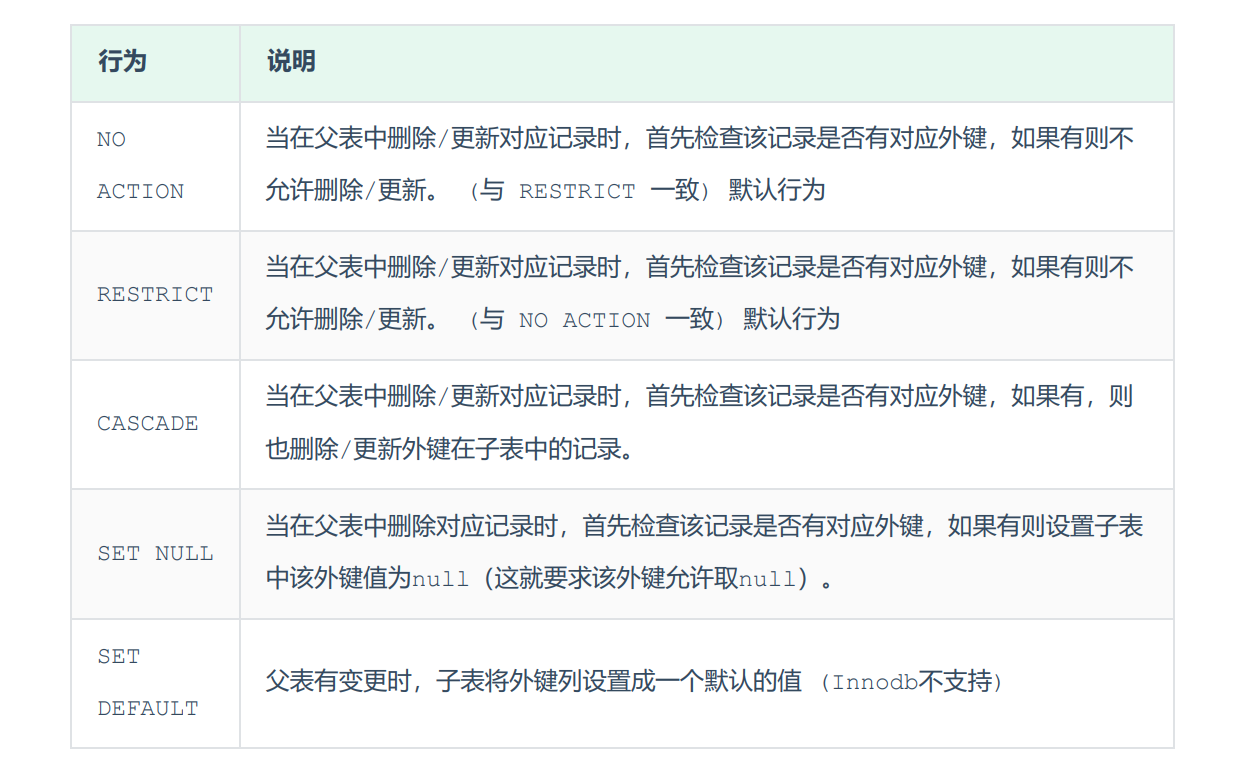 行为 说明
NO
ACTION
当在父表中删除/更新对应记录时，首先检查该记录是否有对应外键，如果有则不
允许删除/更新。 （与 RESTRICT 一致） 默认行为
RESTRICT
当在父表中删除/更新对应记录时，首先检查该记录是否有对应外键，如果有则不
允许删除/更新。 （与 NO ACTION 一致） 默认行为
CASCADE
当在父表中删除/更新对应记录时，首先检查该记录是否有对应外键，如果有，则
也删除/更新外键在子表中的记录。
SET NULL
当在父表中删除对应记录时，首先检查该记录是否有对应外键，如果有则设置子表
中该外键值为null（这就要求该外键允许取null）。
SET
DEFAULT
父表有变更时，子表将外键列设置成一个默认的值 （Innodb不支持）